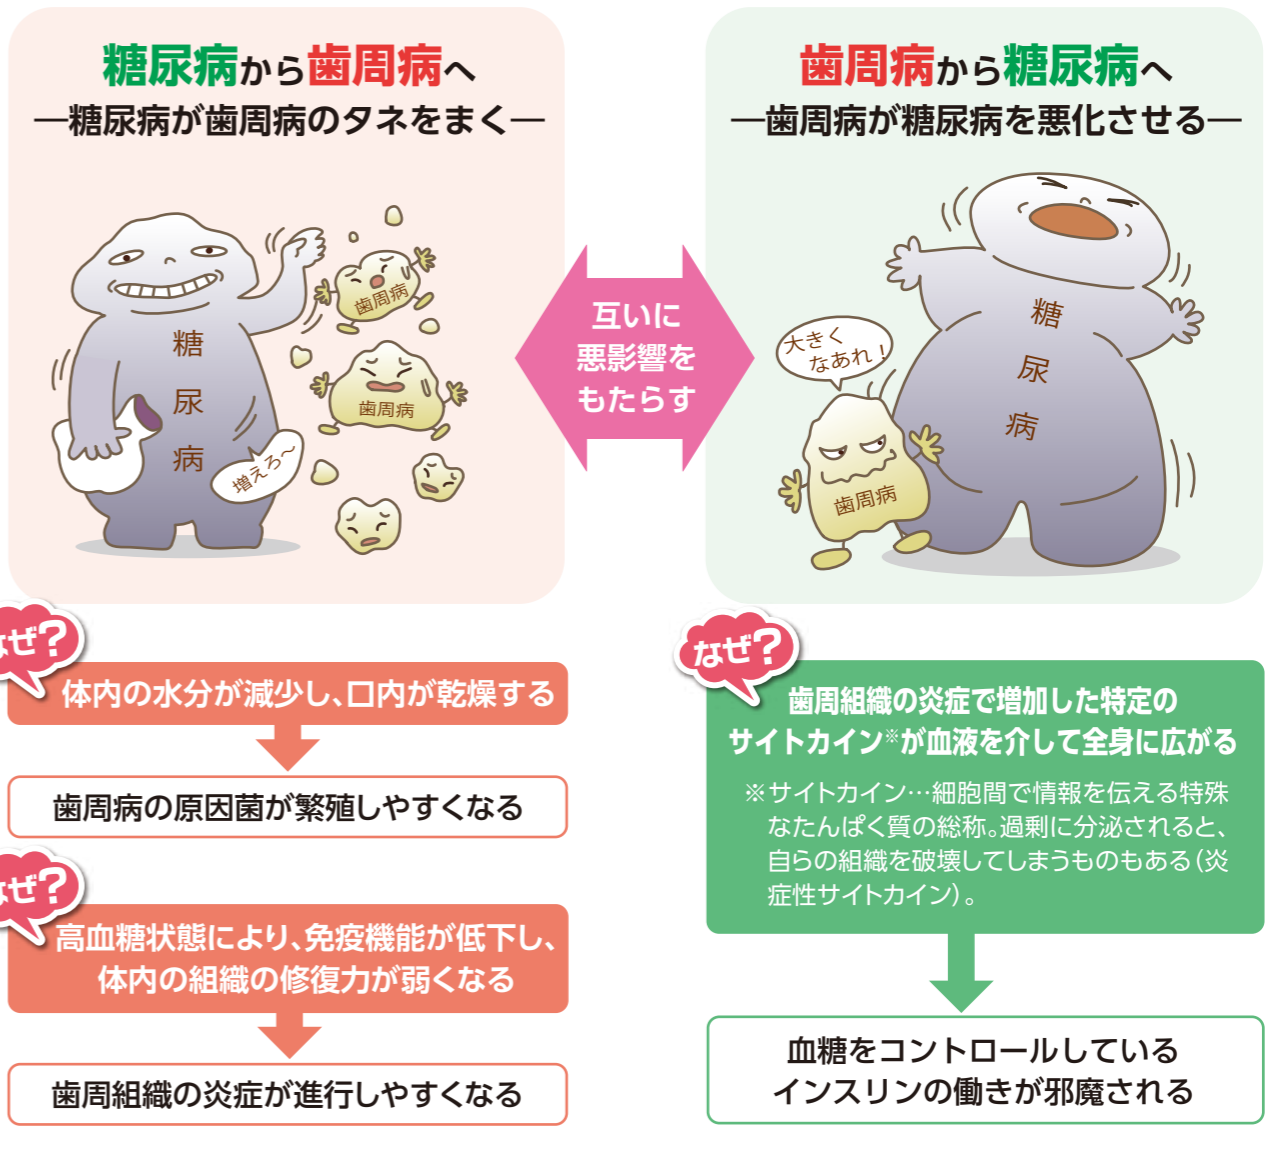 糖尿病から歯周病へ
―糖尿病が歯周病のタネをまく―
糖尿病
増えろ~
歯周病
歯周病
互いに
悪影響を
もたらす
歯周病から糖尿病へ
―歯周病が糖尿病を悪化させる―
大きく
なあれ!
糖尿病
歯周病
なぜ?
体内の水分が減少し、口内が乾燥する
歯周病の原因菌が繁殖しやすくなる
なぜ?
高血糖状態により、免疫機能が低下し、
体内の組織の修復力が弱くなる
歯周組織の炎症が進行しやすくなる
なぜ?
歯周組織の炎症で増加した特定の
サイトカイン※が血液を介して全身に広がる
※サイトカイン…細胞間で情報を伝える特殊
なたんぱく質の総称。過剰に分泌されると、
自らの組織を破壊してしまうものもある(炎
症性サイトカイン)。
血糖をコントロールしている
インスリンの働きが邪魔される